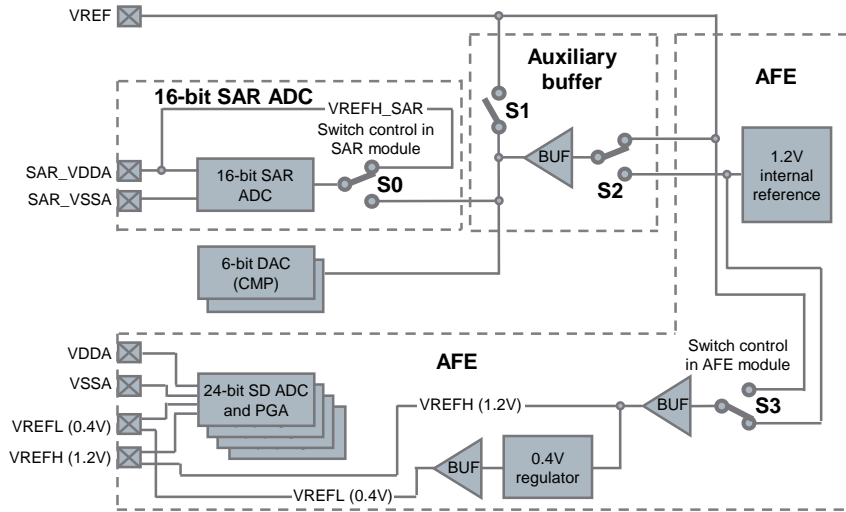 VREF
Auxiliary
buffer
AFE
16-bit SAR ADC
VREFH_SAR
Switch control in
SAR module
S1
BUF
S2
1.2V
internal
reference
SAR_VDDA
SAR_VSSA
16-bit SAR
ADC
S0
6-bit DAC
(CMP)
VDDA
VSSA
VREFL (0.4V)
VREFH (1.2V)
AFE
24-bit SD ADC
and PGA
VREFH (1.2V)
Switch control
in AFE module
BUF
S3
BUF
0.4V
regulator
VREFL (0.4V)